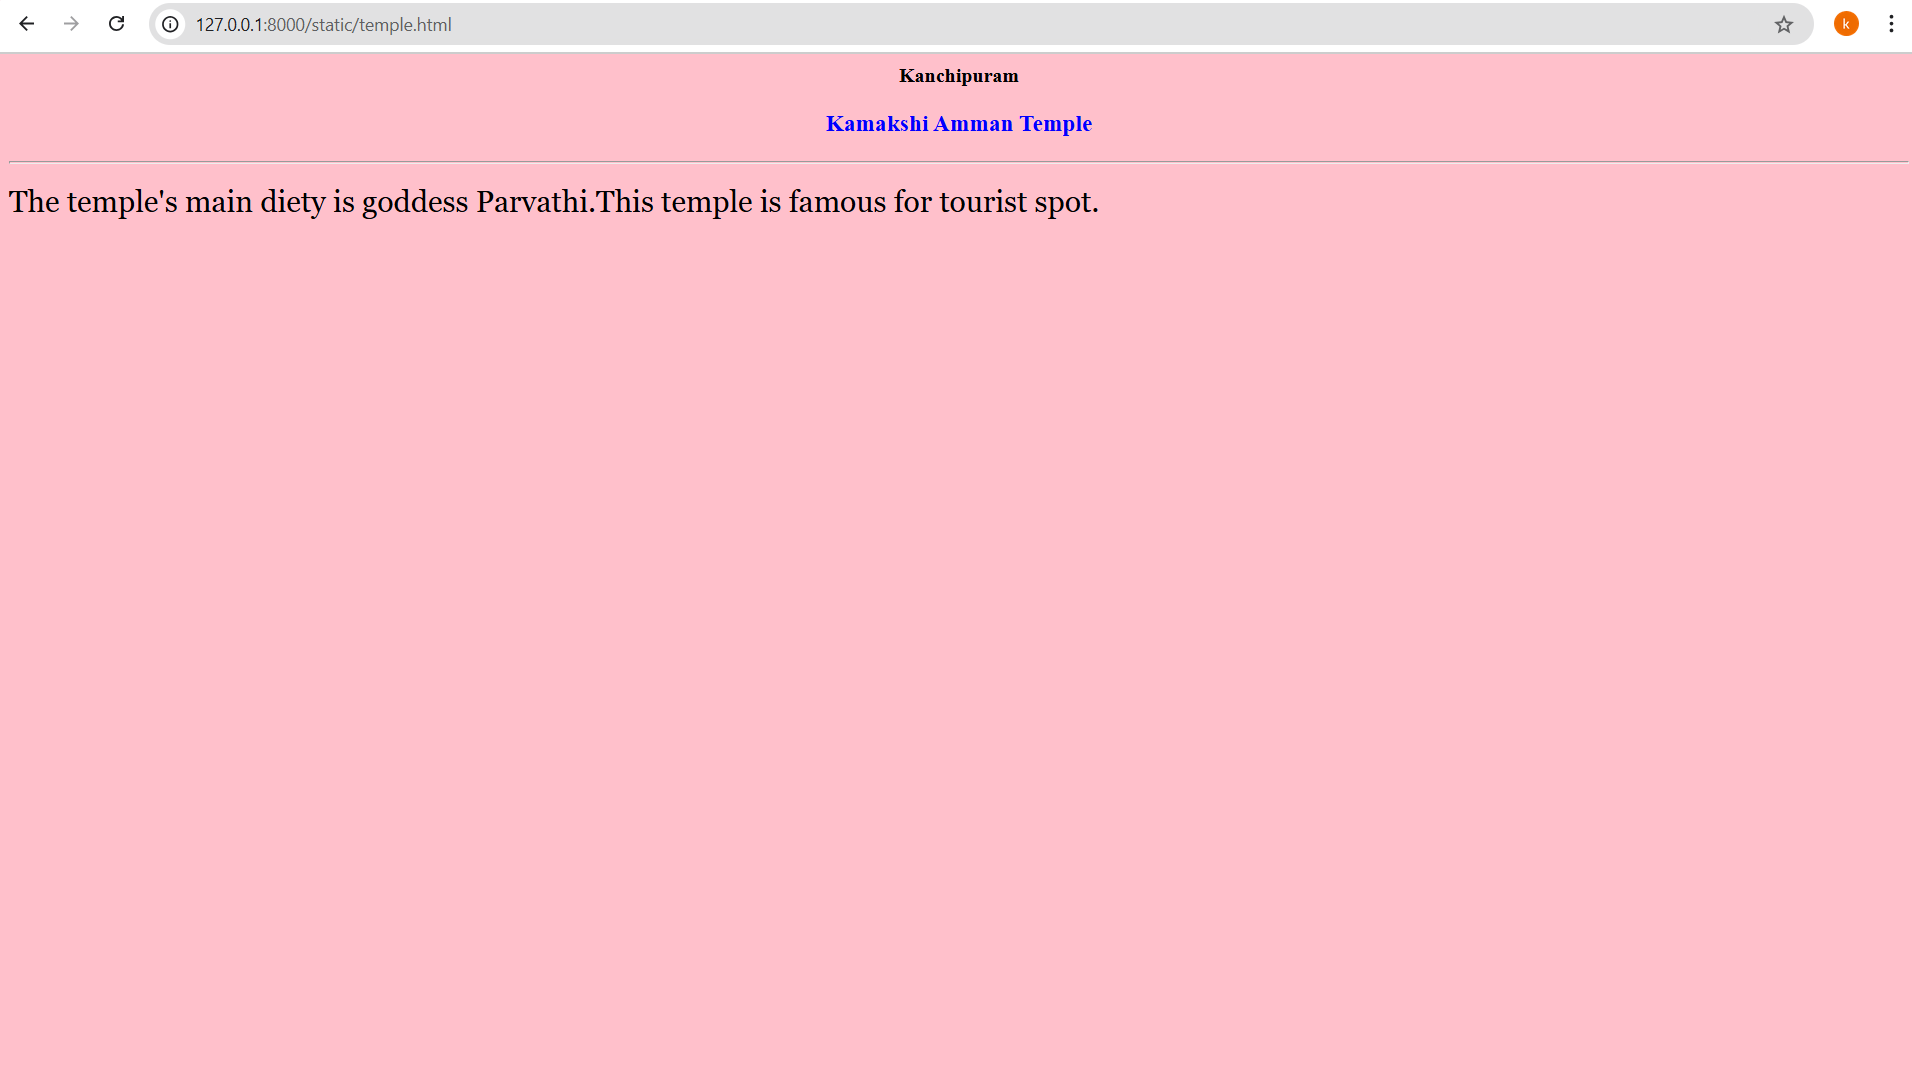 127.0.0.1:8000/static/temple.html
k
Kanchipuram
Kamakshi Amman Temple
The temple's main diety is goddess Parvathi.This temple is famous for tourist spot.